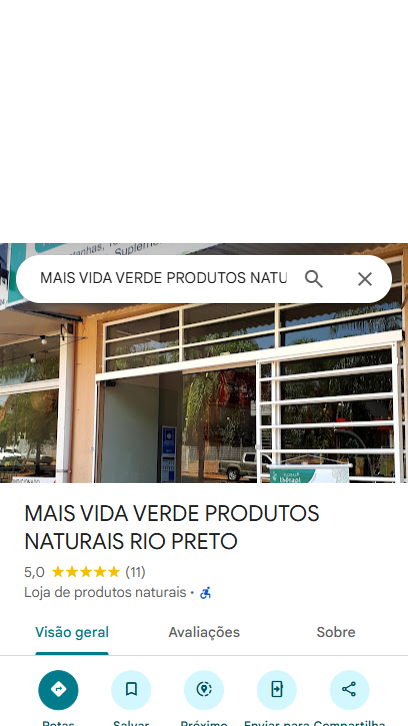 Suplem
MAIS VIDA VERDE PRODUTOS NATU
MAIS VIDA VERDE PRODUTOS
NATURAIS RIO PRETO
5,0 (11)
Loja de produtos naturais •
Visão geral Avaliações Sobre
Rotas Salvar Próximo Enviar para Compartilha